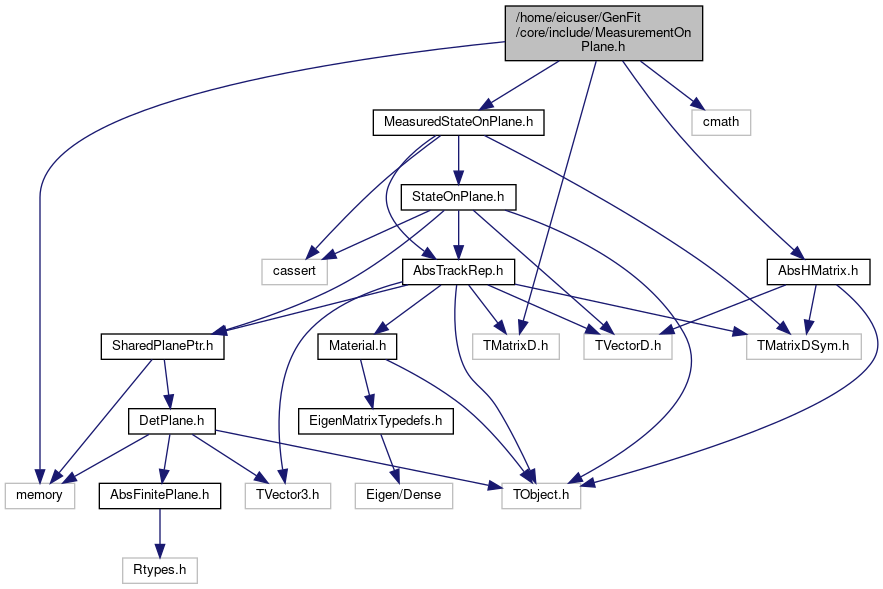 /home/eicuser/GenFit
/core/include/MeasurementOn
Plane.h
MeasuredStateOnPlane.h
cmath
StateOnPlane.h
cassert
AbsTrackRep.h
AbsHMatrix.h
SharedPlanePtr.h
Material.h
TMatrixD.h
TVectorD.h
TMatrixDSym.h
DetPlane.h
EigenMatrixTypedefs.h
memory
AbsFinitePlane.h
TVector3.h
Eigen/Dense
TObject.h
Rtypes.h